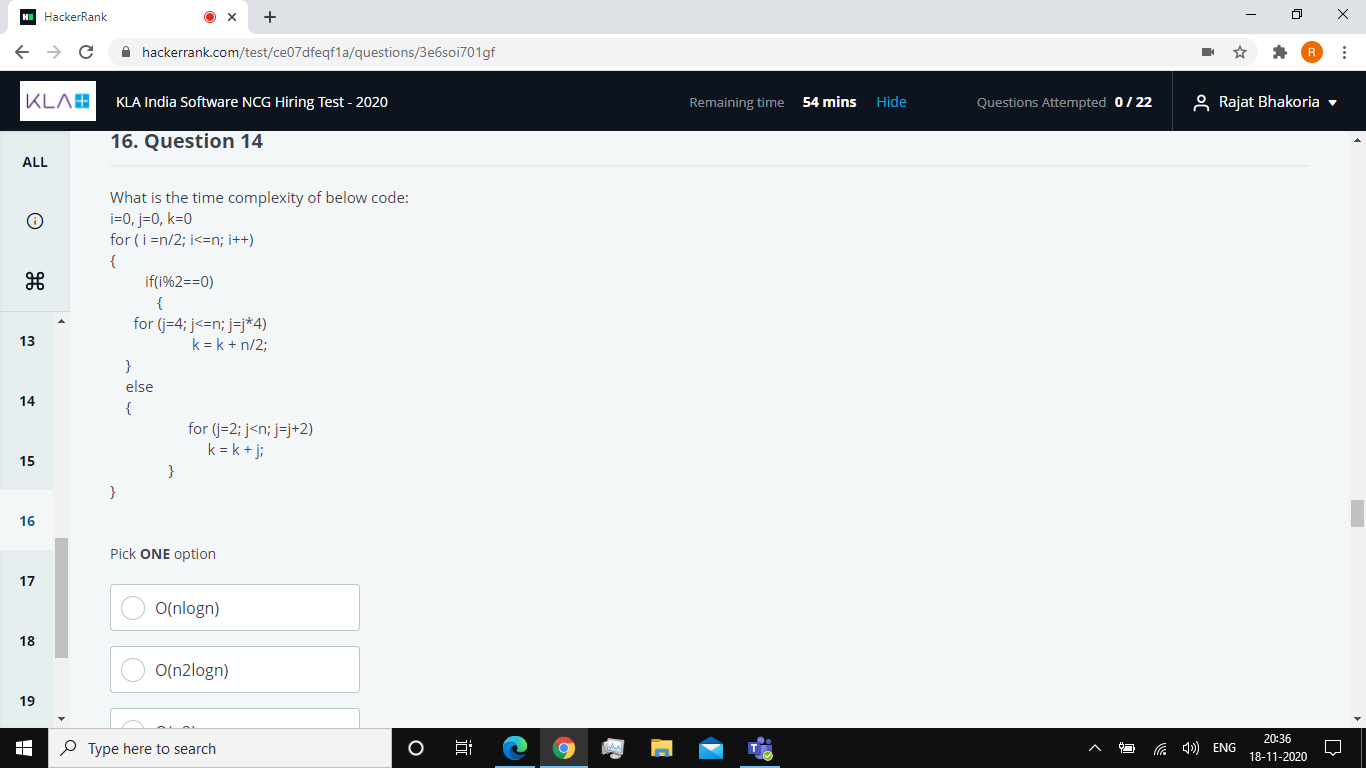 HackerRank
hackerrank.com/test/ce07dfeqf1a/questions/3e6soi701gf
R
KLA
KLA India Software NCG Hiring Test - 2020
Remaining time 54 mins Hide
Questions Attempted 0 / 22
Rajat Bhakoria
ALL
13
14
15
16
17
18
19
16. Question 14
What is the time complexity of below code:
i=0, j=0, k=0
for ( i =n/2; i<=n; i++)
{
if(i%2==0)
{
for (j=4; j<=n; j=j*4)
k = k + n/2;
}
else
{
for (j=2; j<n; j=j+2)
k = k + j;
}
}
Pick ONE option
O(nlogn)
O(n2logn)
Type here to search
ENG
20:36
18-11-2020